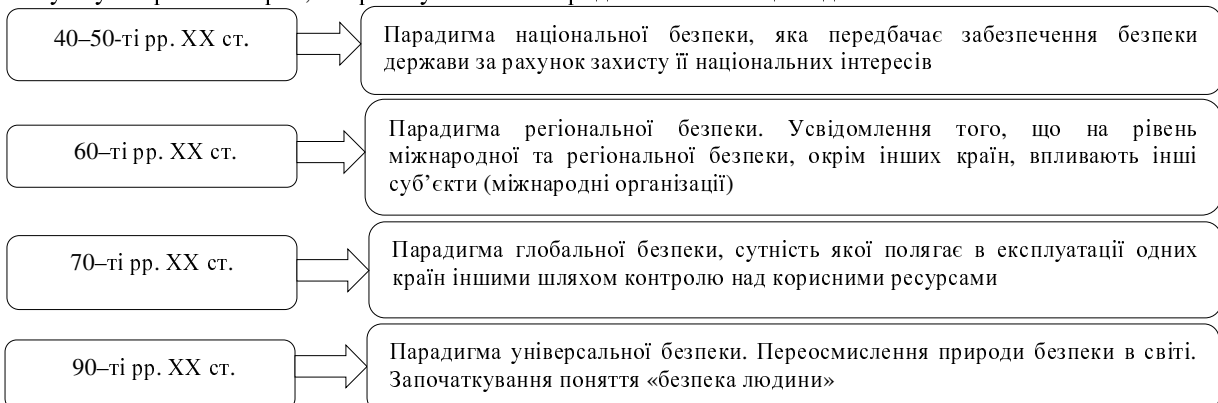 40–50-ті рр. ХХ ст.
Парадигма національної безпеки, яка передбачає забезпечення безпеки
держави за рахунок захисту її національних інтересів
60–ті рр. ХХ ст.
Парадигма регіональної безпеки. Усвідомлення того, що на рівень
міжнародної та регіональної безпеки, окрім інших країн, впливають інші
суб’єкти (міжнародні організації)
70–ті рр. ХХ ст.
Парадигма глобальної безпеки, сутність якої полягає в експлуатації одних
країн іншими шляхом контролю над корисними ресурсами
90–ті рр. ХХ ст.
Парадигма універсальної безпеки. Переосмислення природи безпеки в світі.
Започаткування поняття «безпека людини»